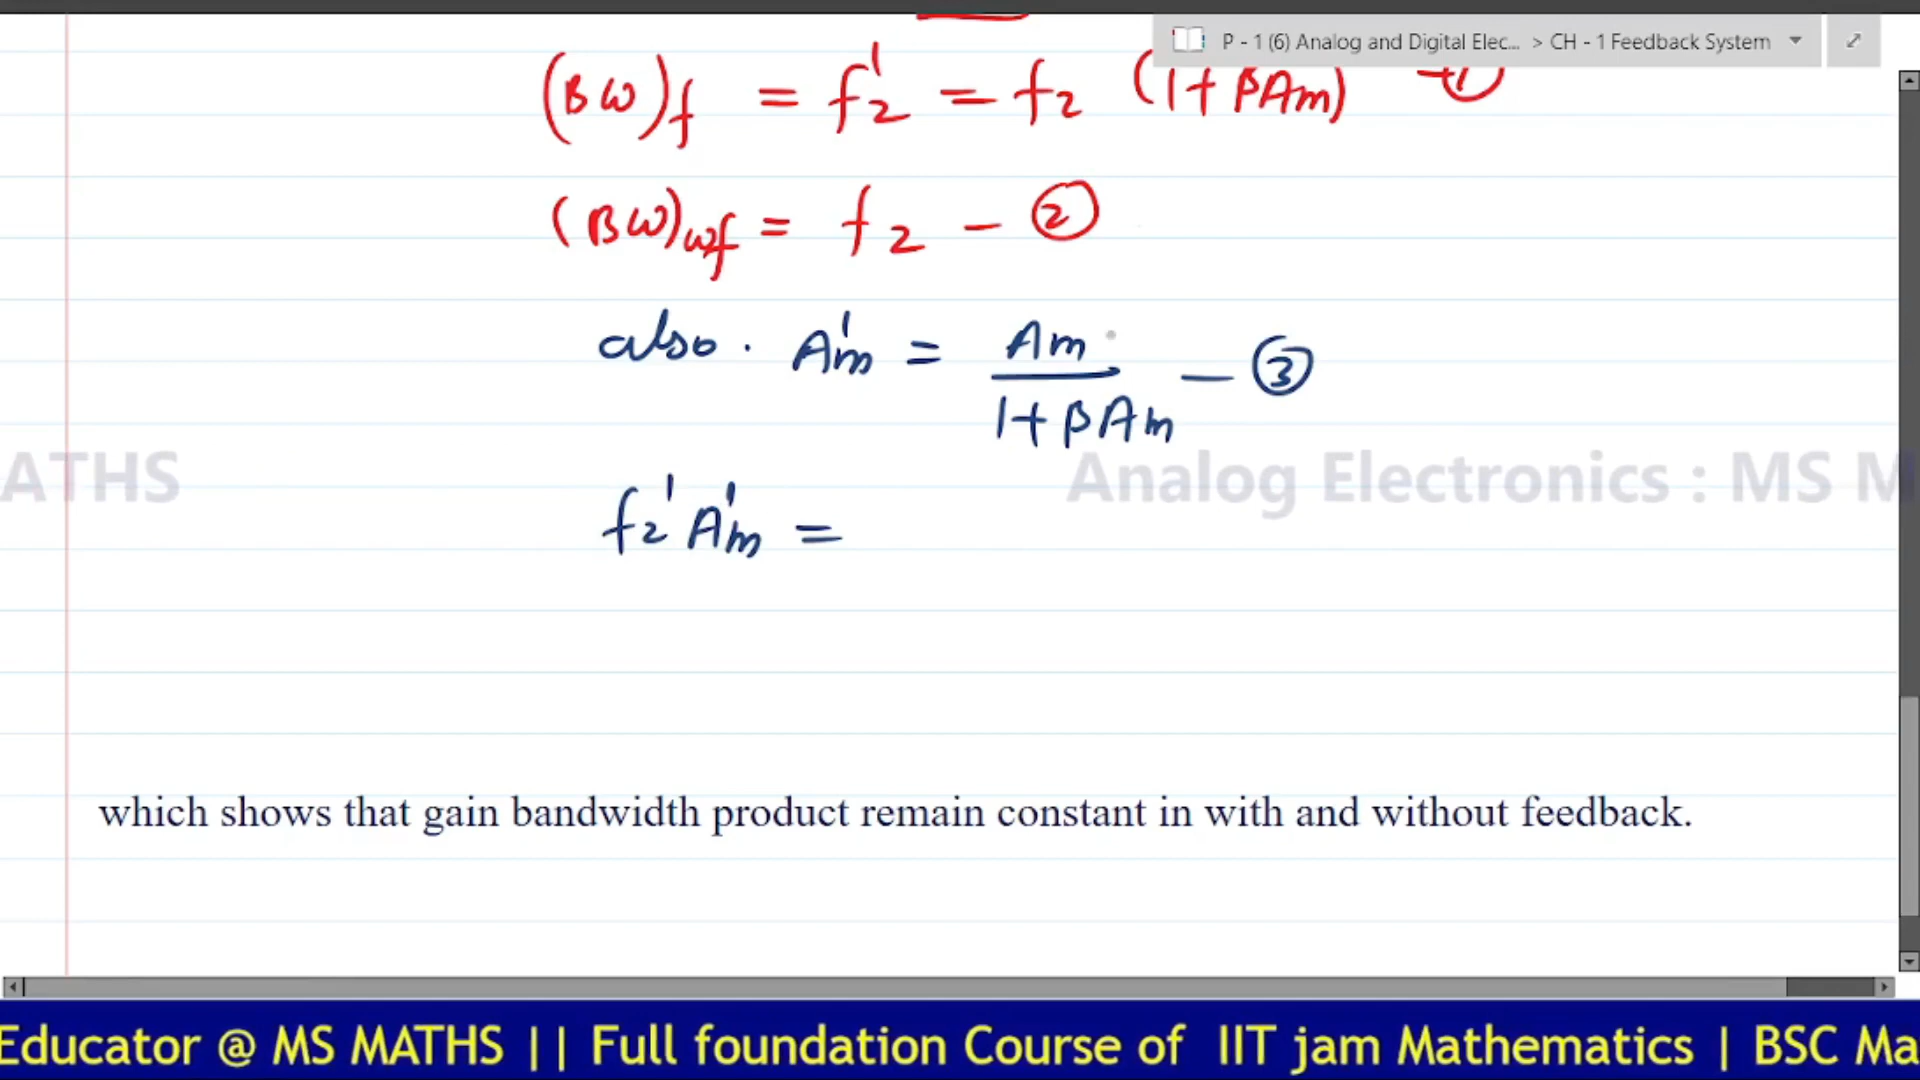 P - 1 (6) Analog and Digital Elec... > CH - 1 Feedback System
(BW)f = f2' = f2 (1+βAm) - ①
(BW)wf = f2 - ②
also. Am' = Am / 1+βAm - ③
ATHS
Analog Electronics : MS M
f2' Am' =
which shows that gain bandwidth product remain constant in with and without feedback.
Educator @ MS MATHS || Full foundation Course of IIT jam Mathematics | BSC Ma